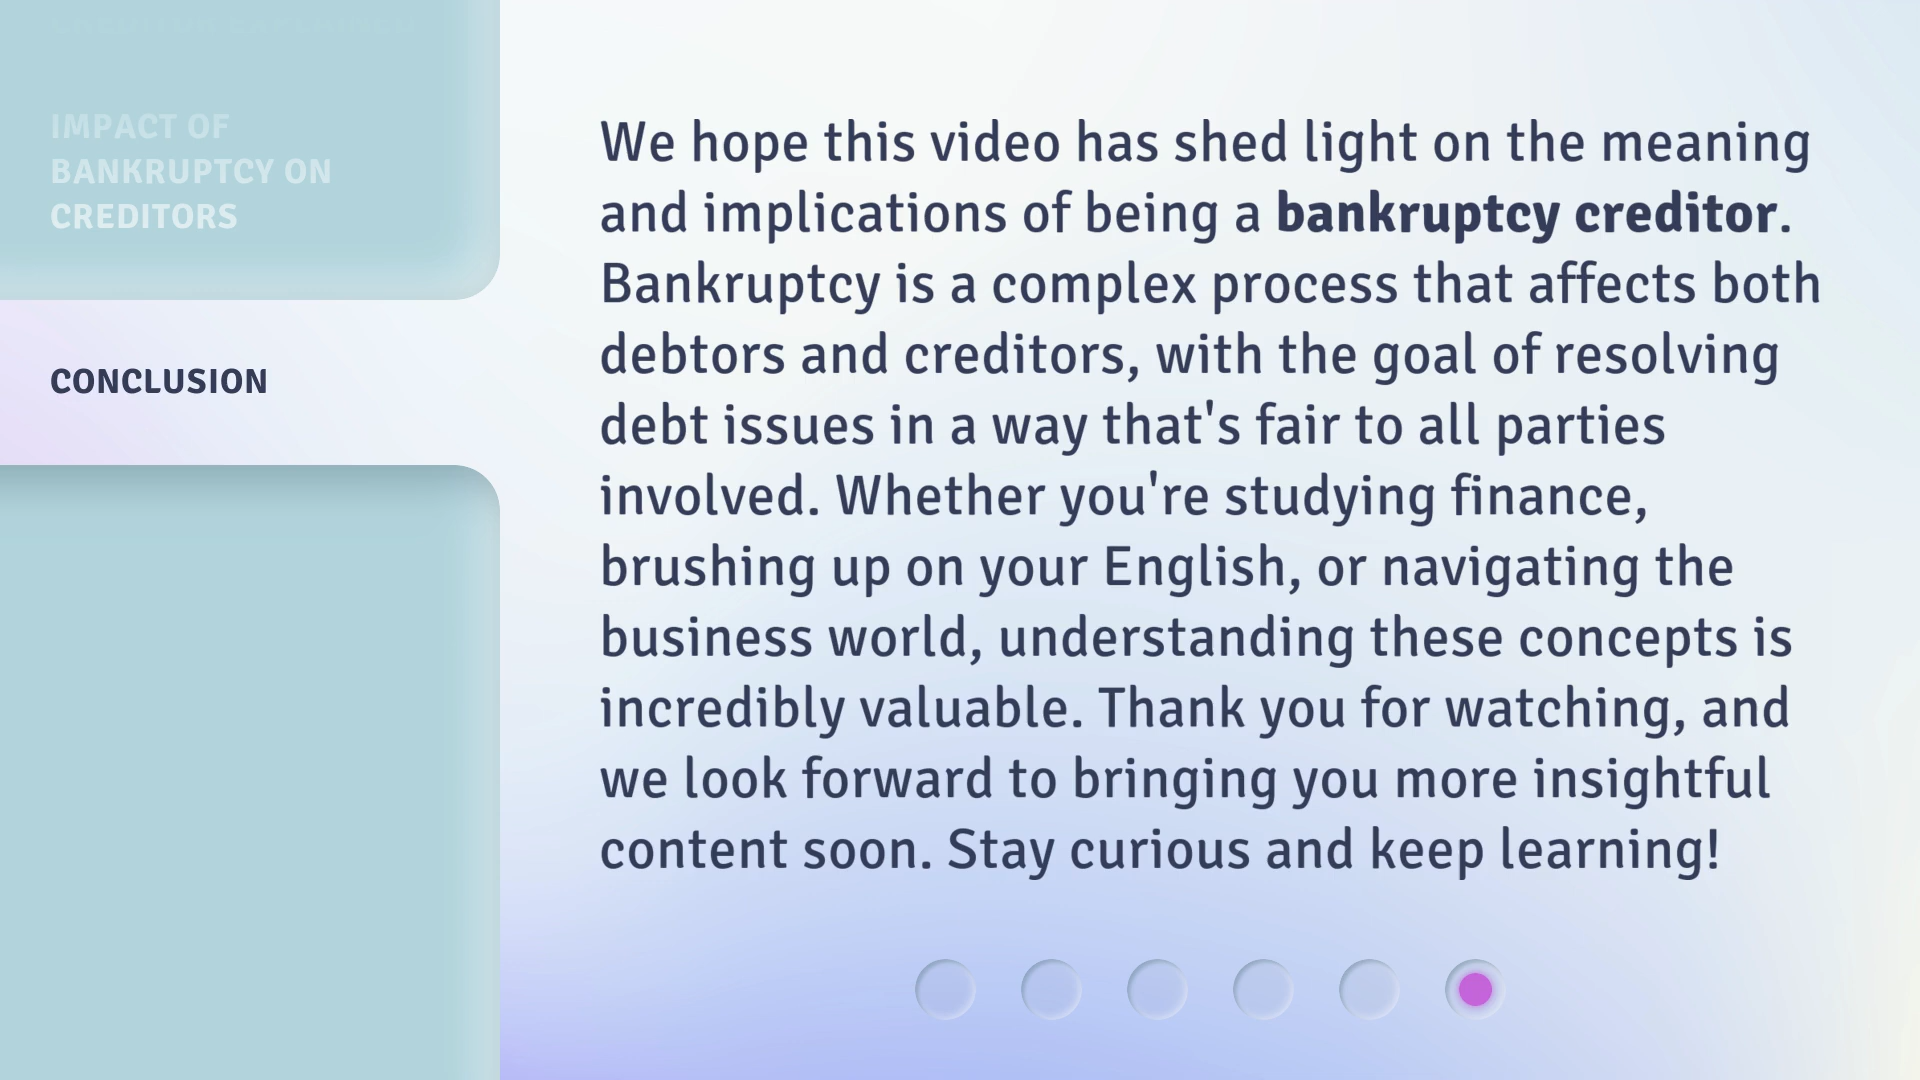 IMPACT OF
BANKRUPTCY ON
CREDITORS
CONCLUSION
We hope this video has shed light on the meaning
and implications of being a bankruptcy creditor.
Bankruptcy is a complex process that affects both
debtors and creditors, with the goal of resolving
debt issues in a way that's fair to all parties
involved. Whether you're studying finance,
brushing up on your English, or navigating the
business world, understanding these concepts is
incredibly valuable. Thank you for watching, and
we look forward to bringing you more insightful
content soon. Stay curious and keep learning!